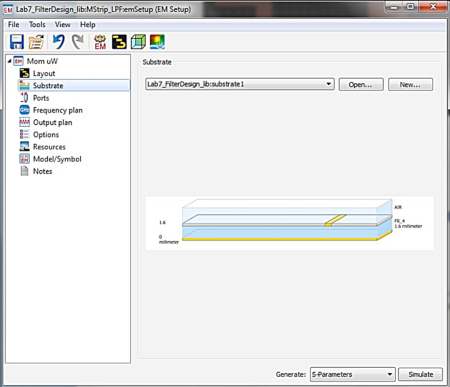 Lab7_FilterDesign_lib:MStrip_LPF:emSetup (EM Setup)
File Tools View Help
EM
Mom uW
Layout
Substrate
Ports
Frequency plan
Output plan
Options
Resources
Model/Symbol
Notes
Substrate
Lab7_FilterDesign_lib:substrate1
Open...
New...
AIR
1.6
FR_4
1.6 millimeter
0
millimeter
Generate: S-Parameters
Simulate